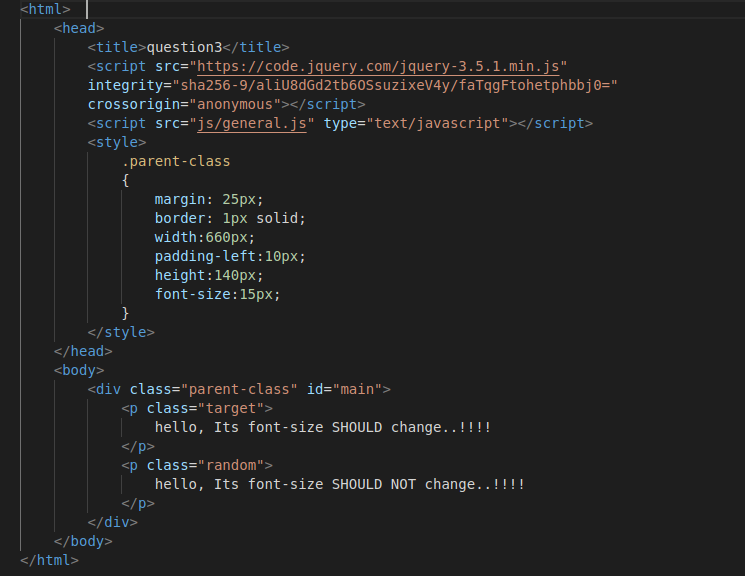 <html>
<head>
<title>question3</title>
<script src="https://code.jquery.com/jquery-3.5.1.min.js"
integrity="sha256-9/aliU8dGd2tb6OSsuzixeV4y/faTqgFtohetphbbj0="
crossorigin="anonymous"></script>
<script src="js/general.js" type="text/javascript"></script>
<style>
.parent-class
{
margin: 25px;
border: 1px solid;
width:660px;
padding-left:10px;
height:140px;
font-size:15px;
}
</style>
</head>
<body>
<div class="parent-class" id="main">
<p class="target">
hello, Its font-size SHOULD change..!!!!
</p>
<p class="random">
hello, Its font-size SHOULD NOT change..!!!!
</p>
</div>
</body>
</html>